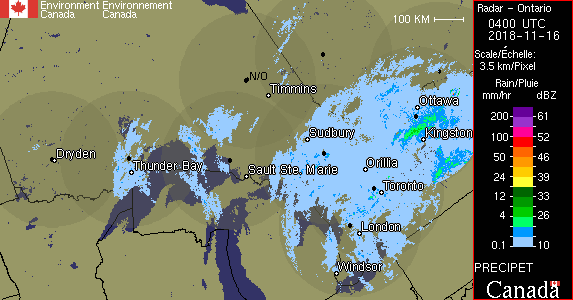 Environment Environnement
Canada Canada
100 KM
N/O
Timmins
Ottawa
Sudbury
Kingston
Dryden
Thunder Bay
Sault Ste. Marie
Orillia
Toronto
London
Windsor
Radar - Ontario
0400 UTC
2018-11-16
Scale/Échelle:
3.5 km/Pixel
Rain/Pluie
mm/hr dBZ
200 61
100 52
50 46
24 39
12 33
4 26
0.1 10
PRECIPET
Canada